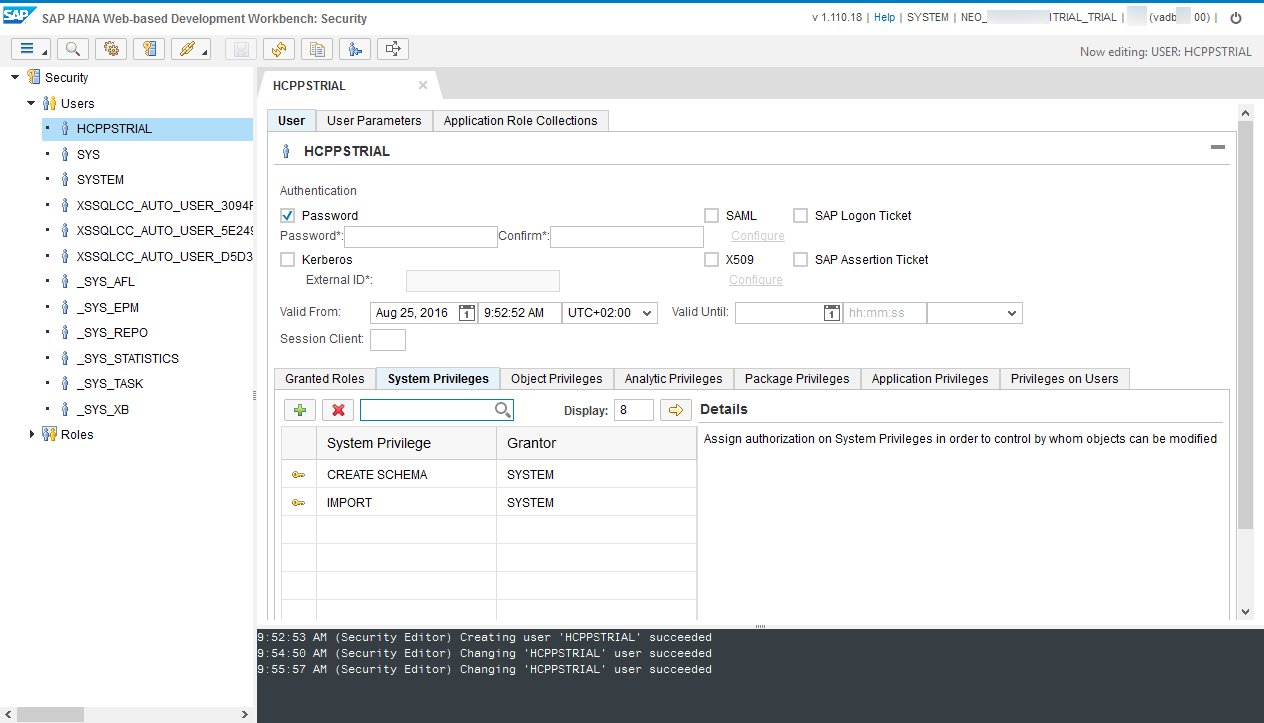 SAP SAP HANA Web-based Development Workbench: Security
v 1.110.18 | Help | SYSTEM | NEO_ ITRIAL_TRIAL | (vadb 00) |
Now editing: USER: HCPPSTRIAL
Security
Users
HCPPSTRIAL
SYS
SYSTEM
XSSQLCC_AUTO_USER_3094F
XSSQLCC_AUTO_USER_5E249
XSSQLCC_AUTO_USER_D5D3
_SYS_AFL
_SYS_EPM
_SYS_REPO
_SYS_STATISTICS
_SYS_TASK
_SYS_XB
Roles
HCPPSTRIAL
User User Parameters Application Role Collections
HCPPSTRIAL
Authentication
Password SAML SAP Logon Ticket
Password*: Confirm*: Configure
Kerberos X509 SAP Assertion Ticket
External ID*: Configure
Valid From: Aug 25, 2016 1 9:52:52 AM UTC+02:00 Valid Until: 1 hh:mm:ss
Session Client:
Granted Roles System Privileges Object Privileges Analytic Privileges Package Privileges Application Privileges Privileges on Users
Display: 8 Details
System Privilege Grantor
Assign authorization on System Privileges in order to control by whom objects can be modified
CREATE SCHEMA SYSTEM
IMPORT SYSTEM
9:52:53 AM (Security Editor) Creating user 'HCPPSTRIAL' succeeded
9:54:50 AM (Security Editor) Changing 'HCPPSTRIAL' user succeeded
9:55:57 AM (Security Editor) Changing 'HCPPSTRIAL' user succeeded